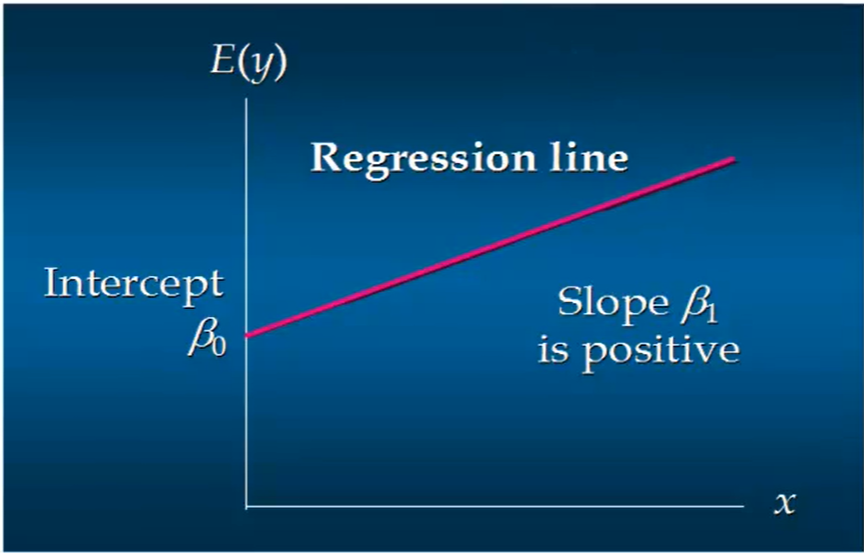 E(y)
Regression line
Intercept
β₀
Slope β₁
is positive
x